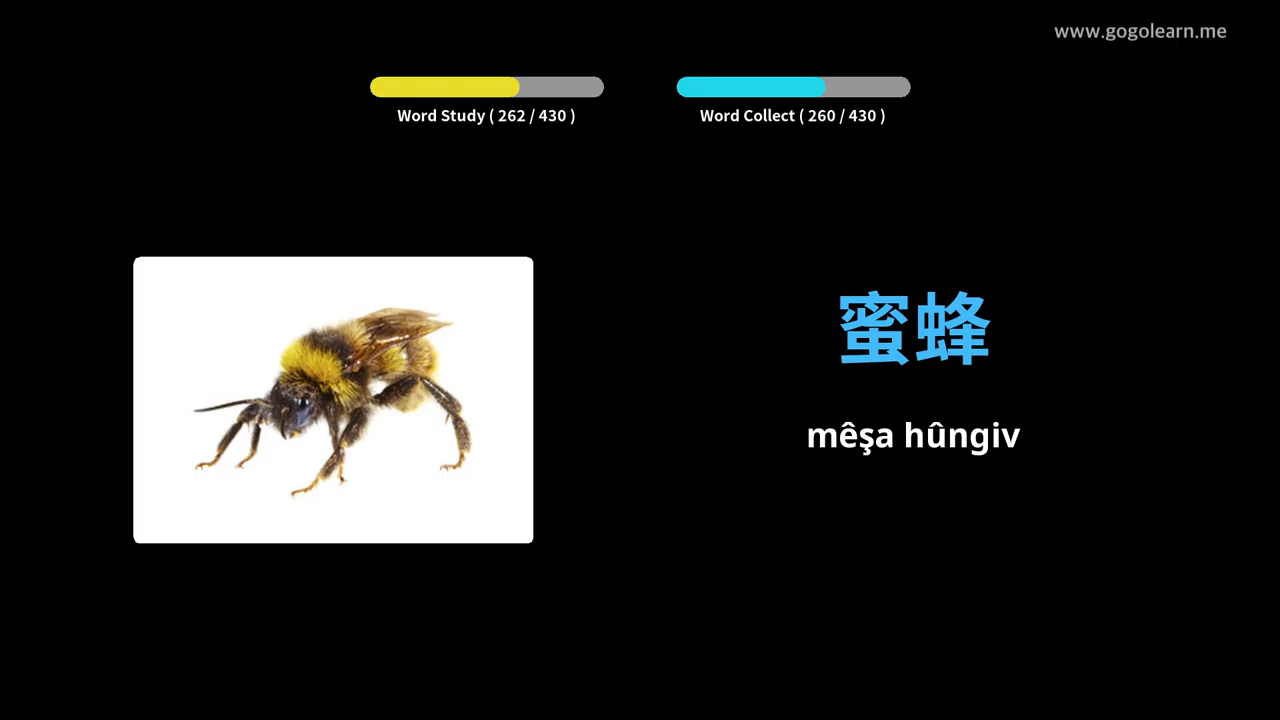 www.gogolearn.me
Word Study ( 262 / 430 )
Word Collect ( 260 / 430 )
蜜蜂
mêşa hûngiv